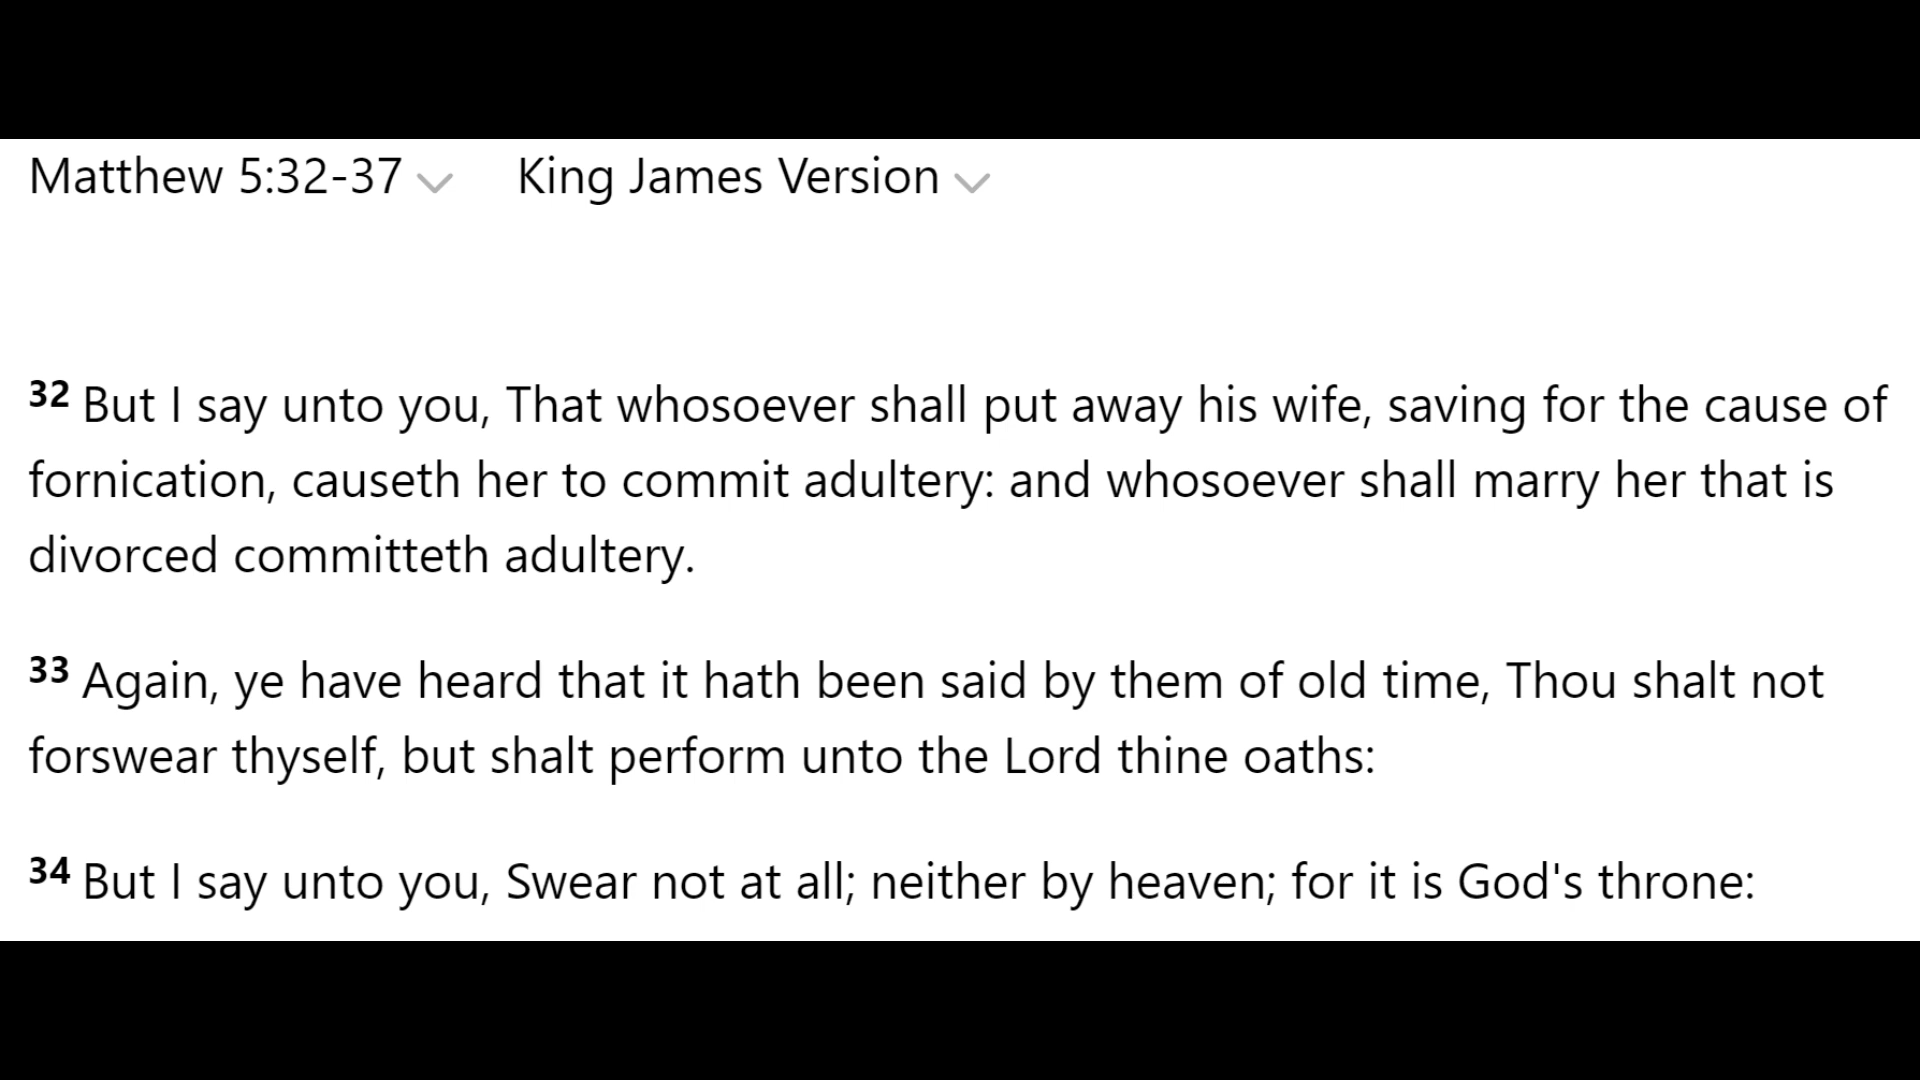 Matthew 5:32-37 King James Version
32 But I say unto you, That whosoever shall put away his wife, saving for the cause of
fornication, causeth her to commit adultery: and whosoever shall marry her that is
divorced committeth adultery.
33 Again, ye have heard that it hath been said by them of old time, Thou shalt not
forswear thyself, but shalt perform unto the Lord thine oaths:
34 But I say unto you, Swear not at all; neither by heaven; for it is God's throne: